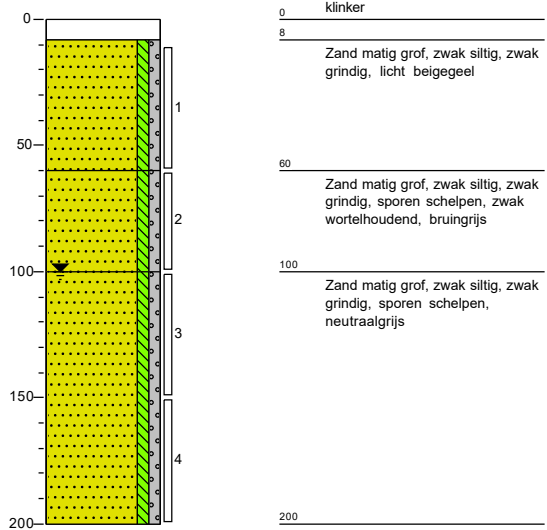 0
50
100
150
200
1
2
3
4
klinker
0
8
Zand matig grof, zwak siltig, zwak
grindig, licht beigegeel
60
Zand matig grof, zwak siltig, zwak
grindig, sporen schelpen, zwak
wortelhoudend, bruingrijs
100
Zand matig grof, zwak siltig, zwak
grindig, sporen schelpen,
neutraalgrijs
200